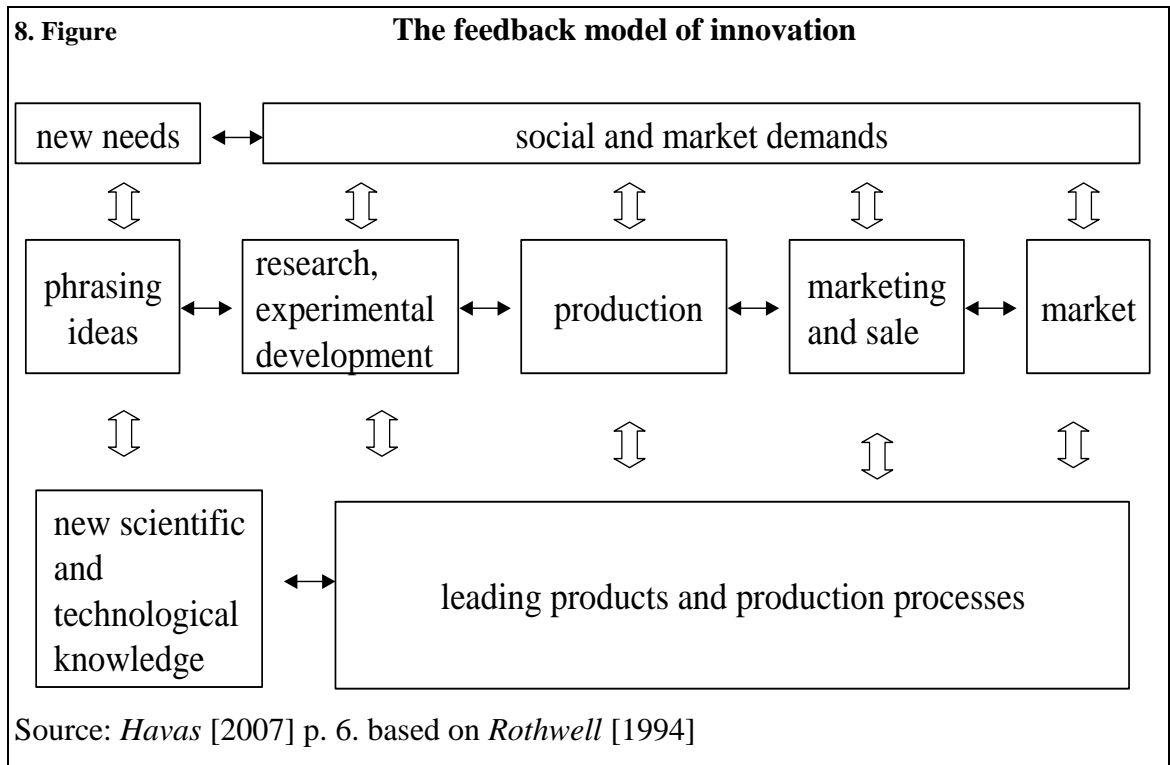 8. Figure The feedback model of innovation
new needs
social and market demands
phrasing
ideas
research,
experimental
development
production
marketing
and sale
market
new scientific
and
technological
knowledge
leading products and production processes
Source: Havas [2007] p. 6. based on Rothwell [1994]